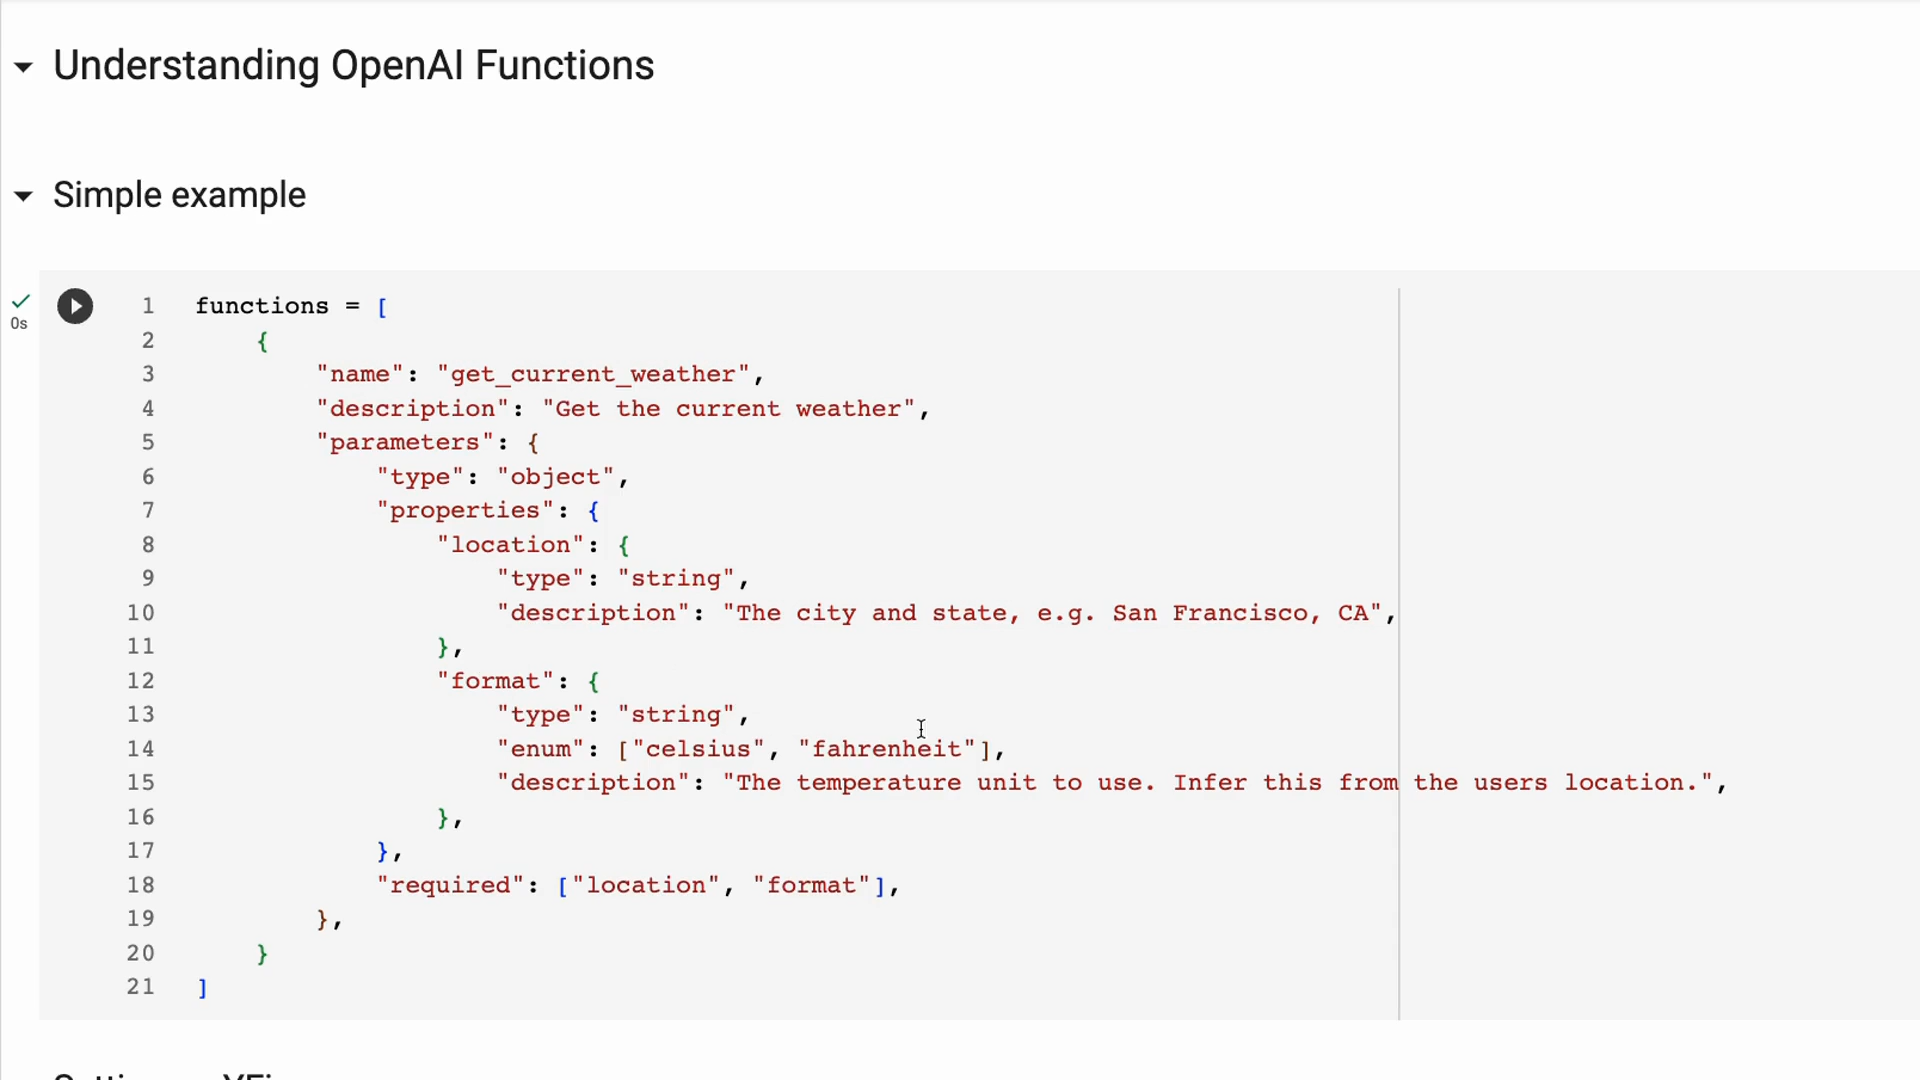 Understanding OpenAI Functions
Simple example
0s
1 functions = [
2 {
3 "name": "get_current_weather",
4 "description": "Get the current weather",
5 "parameters": {
6 "type": "object",
7 "properties": {
8 "location": {
9 "type": "string",
10 "description": "The city and state, e.g. San Francisco, CA",
11 },
12 "format": {
13 "type": "string",
14 "enum": ["celsius", "fahrenheit"],
15 "description": "The temperature unit to use. Infer this from the users location.",
16 },
17 },
18 "required": ["location", "format"],
19 },
20 }
21 ]